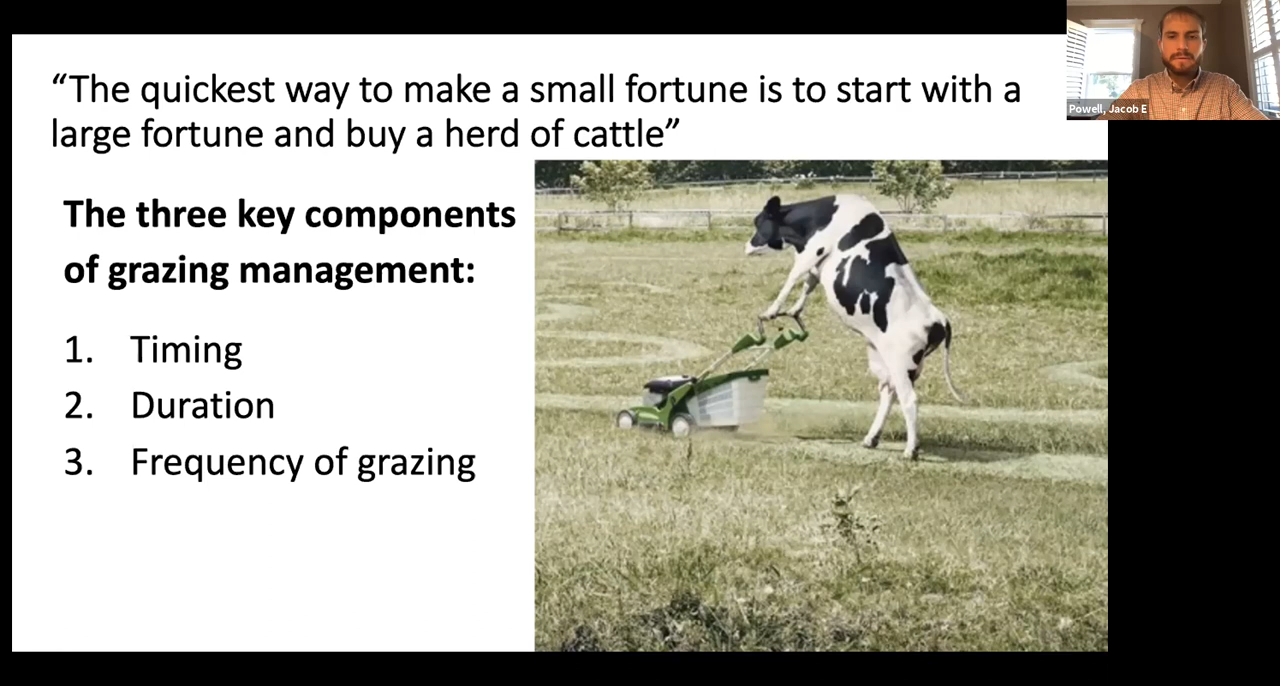 “The quickest way to make a small fortune is to start with a
large fortune and buy a herd of cattle”
The three key components
of grazing management:
1. Timing
2. Duration
3. Frequency of grazing
Powell, Jacob E